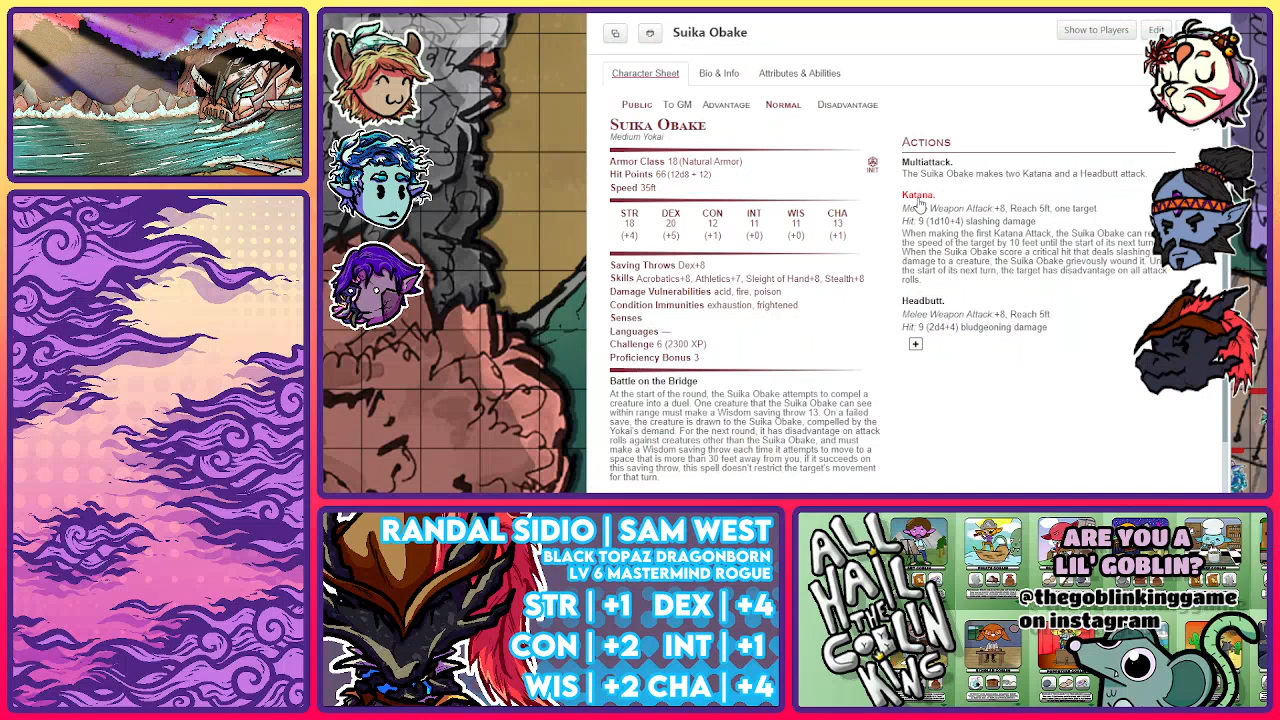 Suika Obake
Show to Players
Edit
Character Sheet
Bio & Info
Attributes & Abilities
PUBLIC TO GM ADVANTAGE NORMAL DISADVANTAGE
SUIKA OBAKE
Medium Yokai
Armor Class 18 (Natural Armor)
Hit Points 66 (12d8 + 12)
Speed 35ft
INIT
STR DEX CON INT WIS CHA
18 20 12 11 11 13
(+4) (+5) (+1) (+0) (+0) (+1)
Saving Throws Dex+8
Skills Acrobatics+8, Athletics+7, Sleight of Hand+8, Stealth+8
Damage Vulnerabilities acid, fire, poison
Condition Immunities exhaustion, frightened
Senses
Languages —
Challenge 6 (2300 XP)
Proficiency Bonus 3
Battle on the Bridge
At the start of the round, the Suika Obake attempts to compel a
creature into a duel. One creature that the Suika Obake can see
within range must make a Wisdom saving throw 13. On a failed
save, the creature is drawn to the Suika Obake, compelled by the
Yokai's demand. For the next round, it has disadvantage on attack
rolls against creatures other than the Suika Obake, and must
make a Wisdom saving throw each time it attempts to move to a
space that is more than 30 feet away from you; if it succeeds on
this saving throw, this spell doesn't restrict the target's movement
for that turn.
ACTIONS
Multiattack.
The Suika Obake makes two Katana and a Headbutt attack.
Katana.
Weapon Attack:+8, Reach 5ft, one target
Hit: 9 (1d10+4) slashing damage
When making the first Katana Attack, the Suika Obake can
the speed of the target by 10 feet until the start of its next turn
When the Suika Obake score a critical hit that deals slashing
damage to a creature, the Suika Obake grievously wound it.
the start of its next turn, the target has disadvantage on all attack
rolls.
Headbutt.
Melee Weapon Attack:+8, Reach 5ft
Hit: 9 (2d4+4) bludgeoning damage
+
RANDAL SIDIO | SAM WEST
BLACK TOPAZ DRAGONBORN
LV 6 MASTERMIND ROGUE
STR | +1 DEX | +4
CON | +2 INT | +1
WIS | +2 CHA | +4
ALL
HAIL
THE
GOBLIN
KING
ARE YOU A
LIL' GOBLIN?
@thegoblinkinggame
on instagram